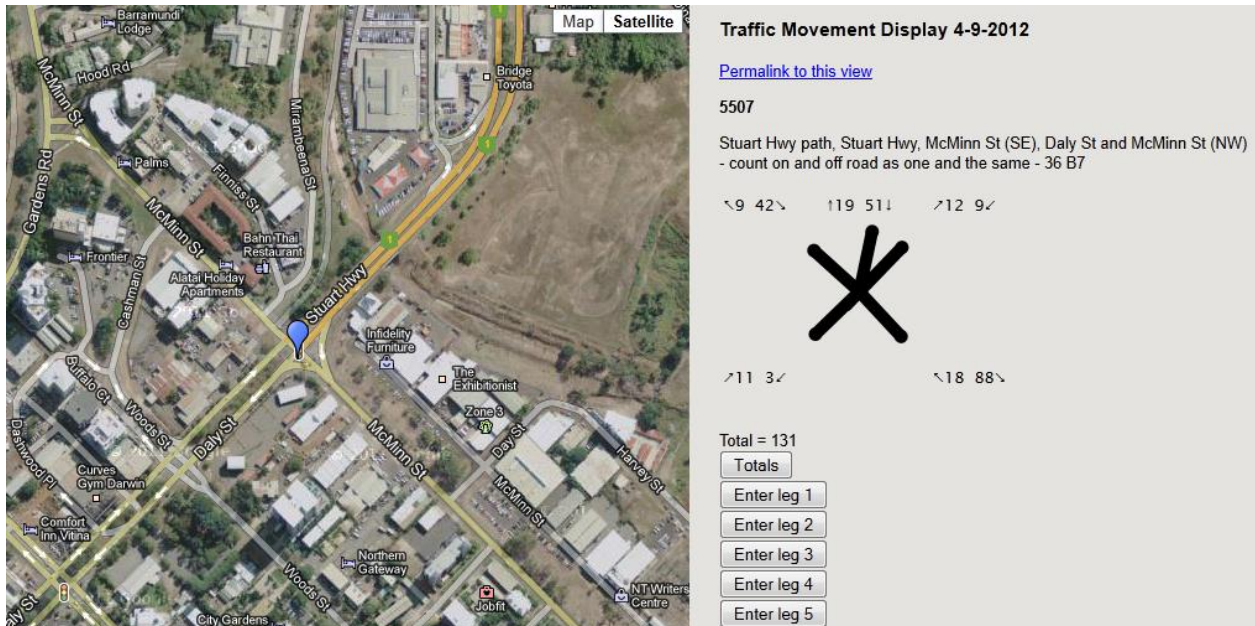 Barramundi
Lodge
Map
Satellite
1
McMinn St
Hood Rd
Bridge
Toyota
Mirambeena St
1
Palms
Finniss St
Gardens Rd
McMinn St
Bahn Thai
Restaurant
1
Frontier
Cashman St
Alatai Holiday
Apartments
Stuart Hwy
Infidelity
Furniture
The
Exhibitionist
Buffalo Ct
Zone 3
Woods St
Daly St
McMinn St
Day St
Harvey St
Dashwood Pl
Curves
Gym Darwin
McMinn St
Comfort
Inn Vitina
Northern
Gateway
Woods St
NT Writers
Centre
Jobfit
Daly St
City Gardens
Traffic Movement Display 4-9-2012
Permalink to this view
5507
Stuart Hwy path, Stuart Hwy, McMinn St (SE), Daly St and McMinn St (NW)
- count on and off road as one and the same - 36 B7
↖9 42↘ ↑19 51↓ ↗12 9↙
↗11 3↙ ↖18 88↘
Total = 131
Totals
Enter leg 1
Enter leg 2
Enter leg 3
Enter leg 4
Enter leg 5